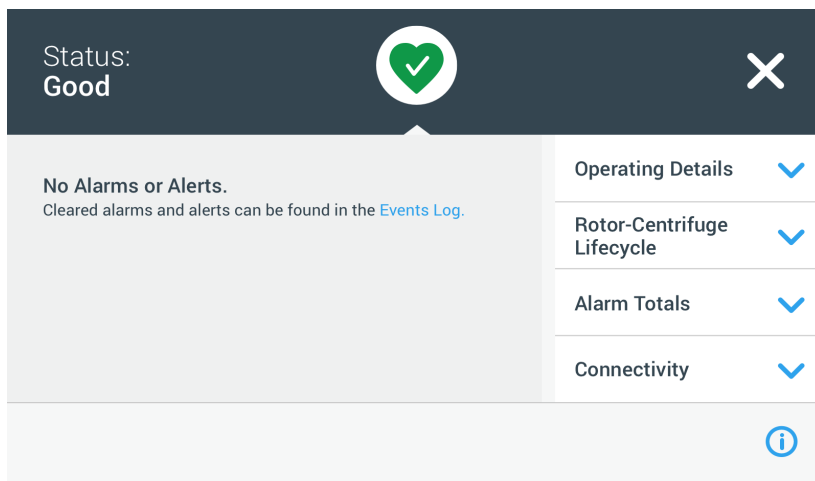 Status:
Good
No Alarms or Alerts.
Cleared alarms and alerts can be found in the Events Log.
Operating Details
Rotor-Centrifuge
Lifecycle
Alarm Totals
Connectivity